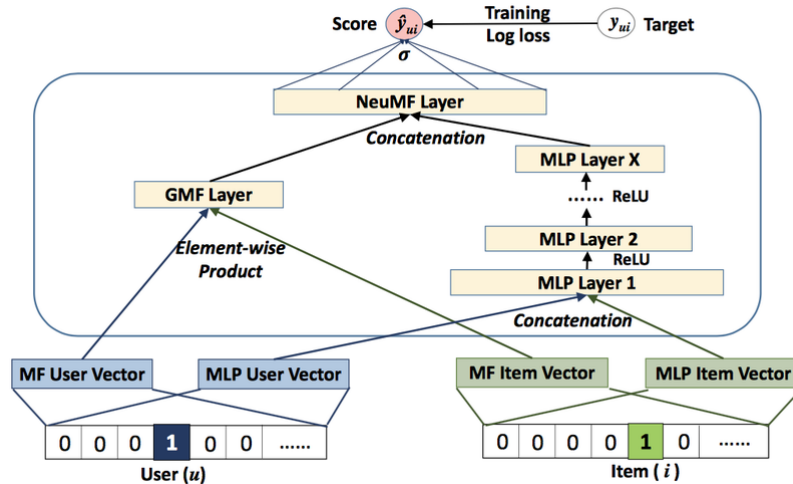 Score ŷui Training yui Target
Log loss
σ
NeuMF Layer
Concatenation
MLP Layer X
GMF Layer
...... ReLU
Element-wise
Product
MLP Layer 2
ReLU
MLP Layer 1
Concatenation
MF User Vector MLP User Vector MF Item Vector MLP Item Vector
0 0 0 1 0 0 ...... 0 0 0 0 1 0 ......
User (u) Item ( i )